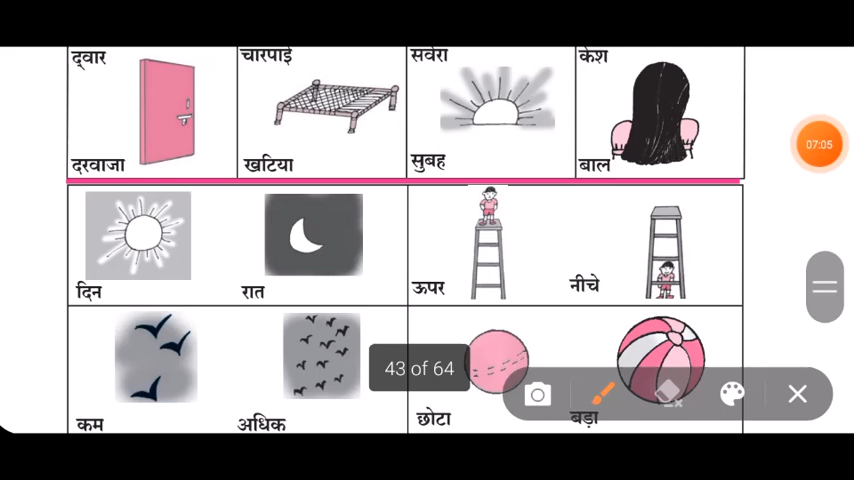 द्वार चारपाई सवेरा केश
07:05
दरवाजा खटिया सुबह बाल
दिन रात ऊपर नीचे
43 of 64
कम अधिक छोटा बड़ा